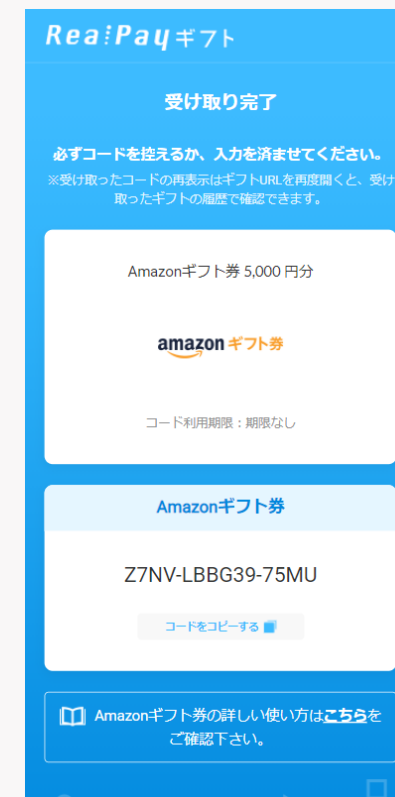 RealPayギフト
受け取り完了
必ずコードを控えるか、入力を済ませてください。
※受け取ったコードの再表示はギフトURLを再度開くと、受け
取ったギフトの履歴で確認できます。
Amazonギフト券 5,000 円分
amazon ギフト券
コード利用期限：期限なし
Amazonギフト券
Z7NV-LBBG39-75MU
コードをコピーする
Amazonギフト券の詳しい使い方はこちらを
ご確認下さい。